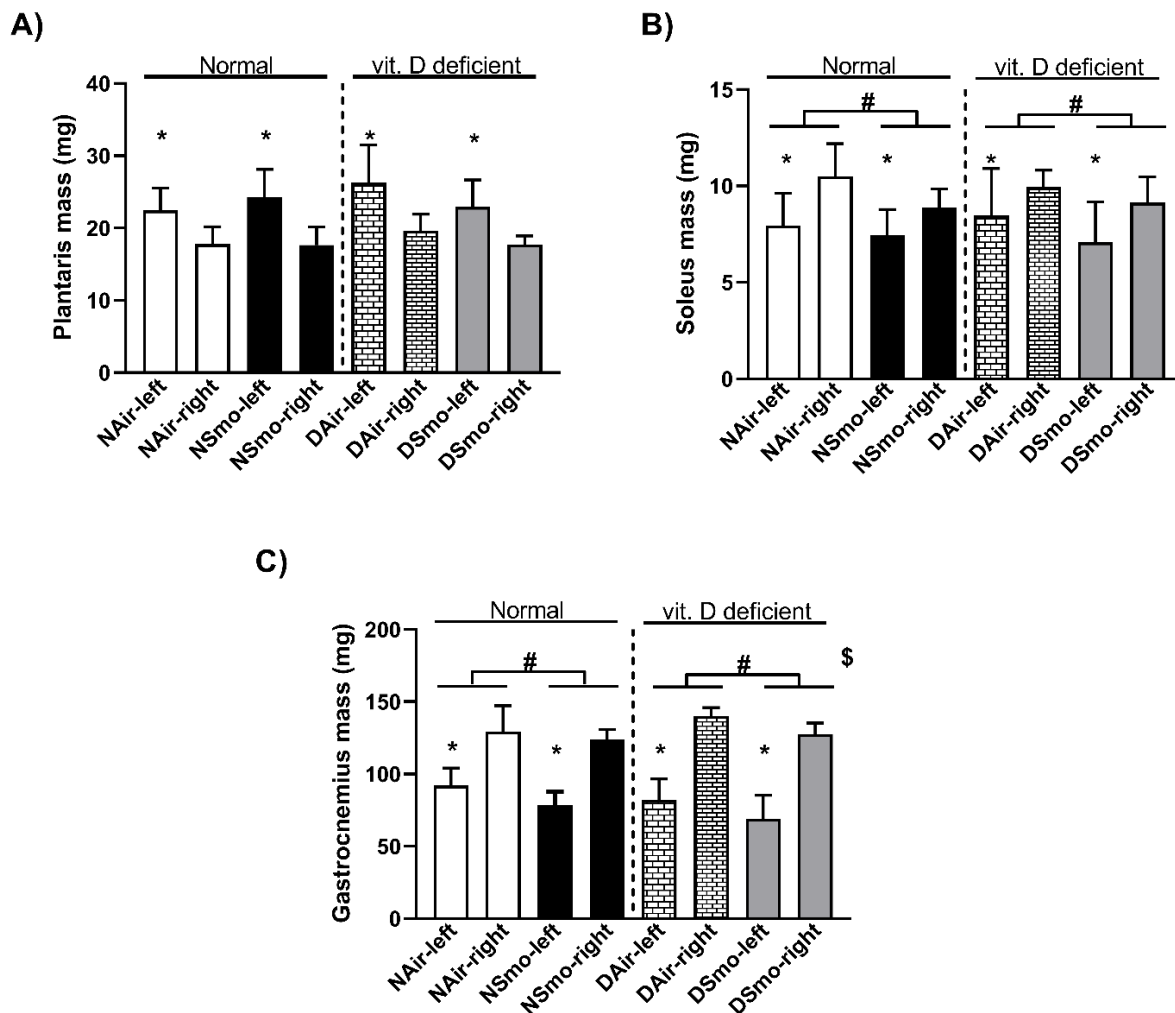 A)
Normal
vit. D deficient
Plantaris mass (mg)
40
30
20
10
0
* * * *
NAir-left
NAir-right
NSmo-left
NSmo-right
DAir-left
DAir-right
DSmo-left
DSmo-right
B)
Normal
vit. D deficient
Soleus mass (mg)
15
10
5
0
# #
* * * *
NAir-left
NAir-right
NSmo-left
NSmo-right
DAir-left
DAir-right
DSmo-left
DSmo-right
C)
Normal
vit. D deficient
Gastrocnemius mass (mg)
200
150
100
50
0
# # $
* * * *
NAir-left
NAir-right
NSmo-left
NSmo-right
DAir-left
DAir-right
DSmo-left
DSmo-right